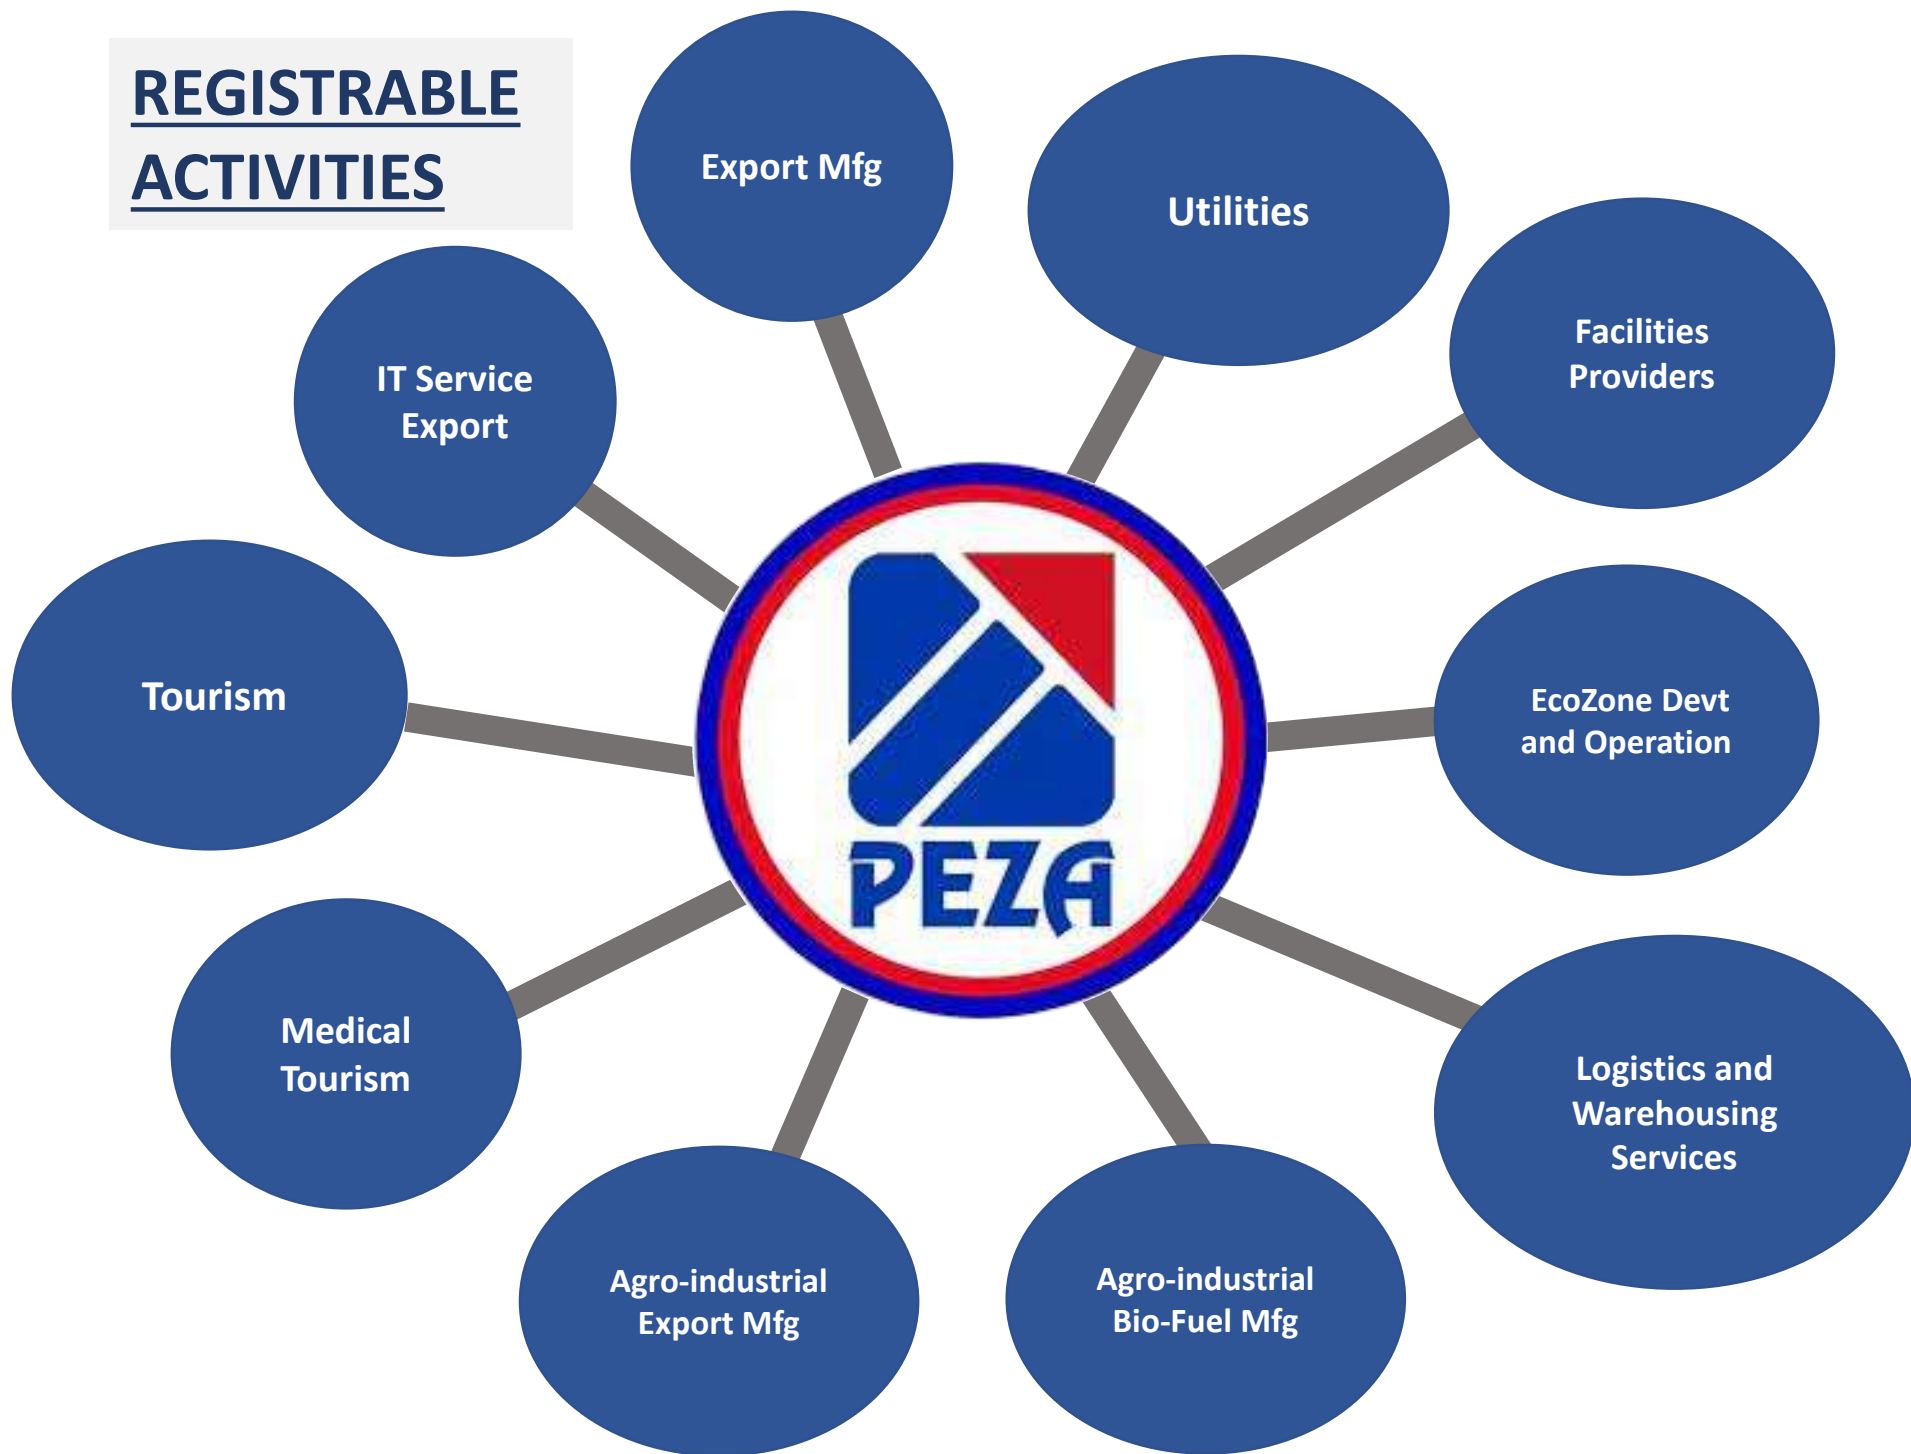 REGISTRABLE
ACTIVITIES
Export Mfg
Utilities
Facilities
Providers
IT Service
Export
Tourism
EcoZone Devt
and Operation
PEZA
Medical
Tourism
Logistics and
Warehousing
Services
Agro-industrial
Export Mfg
Agro-industrial
Bio-Fuel Mfg